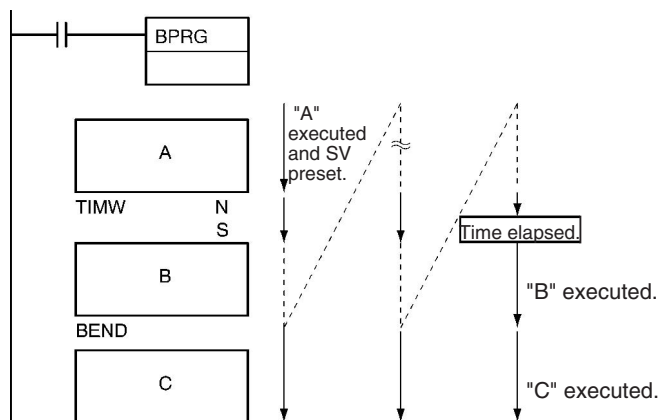 BPRG
"A"
executed
and SV
preset.
A
TIMW N
S
Time elapsed.
B
"B" executed.
BEND
C
"C" executed.